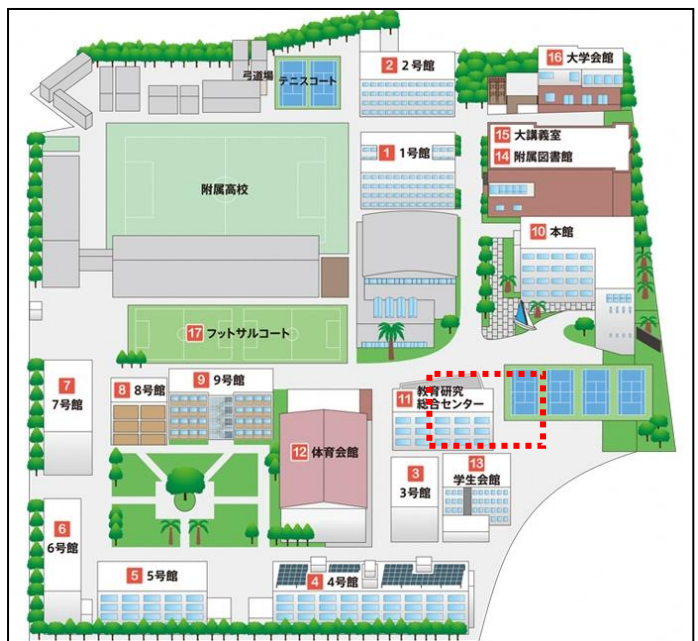 弓道場
テニスコート
2 2号館
16 大学会館
1 1号館
15 大講義室
14 附属図書館
附属高校
10 本館
17 フットサルコート
7
7号館
8 8号館
9 9号館
11 教育研究
総合センター
12 体育会館
3
3号館
13
学生会館
6
6号館
5 5号館
4 4号館